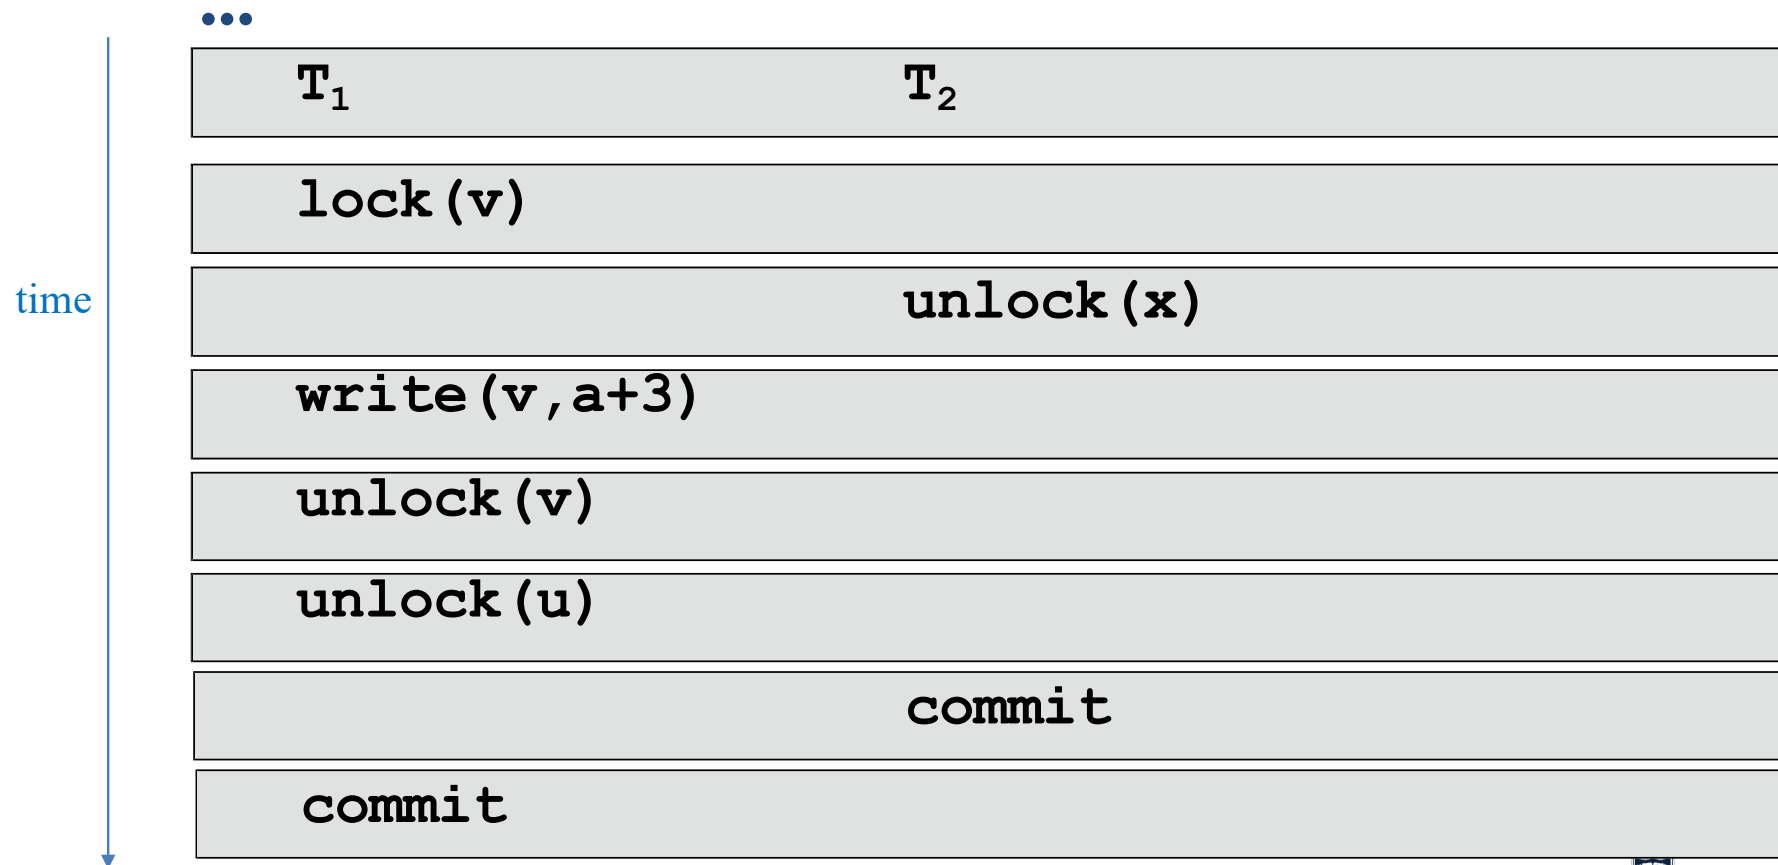 •••
T₁ T₂
lock(v)
time
unlock(x)
write(v,a+3)
unlock(v)
unlock(u)
commit
commit